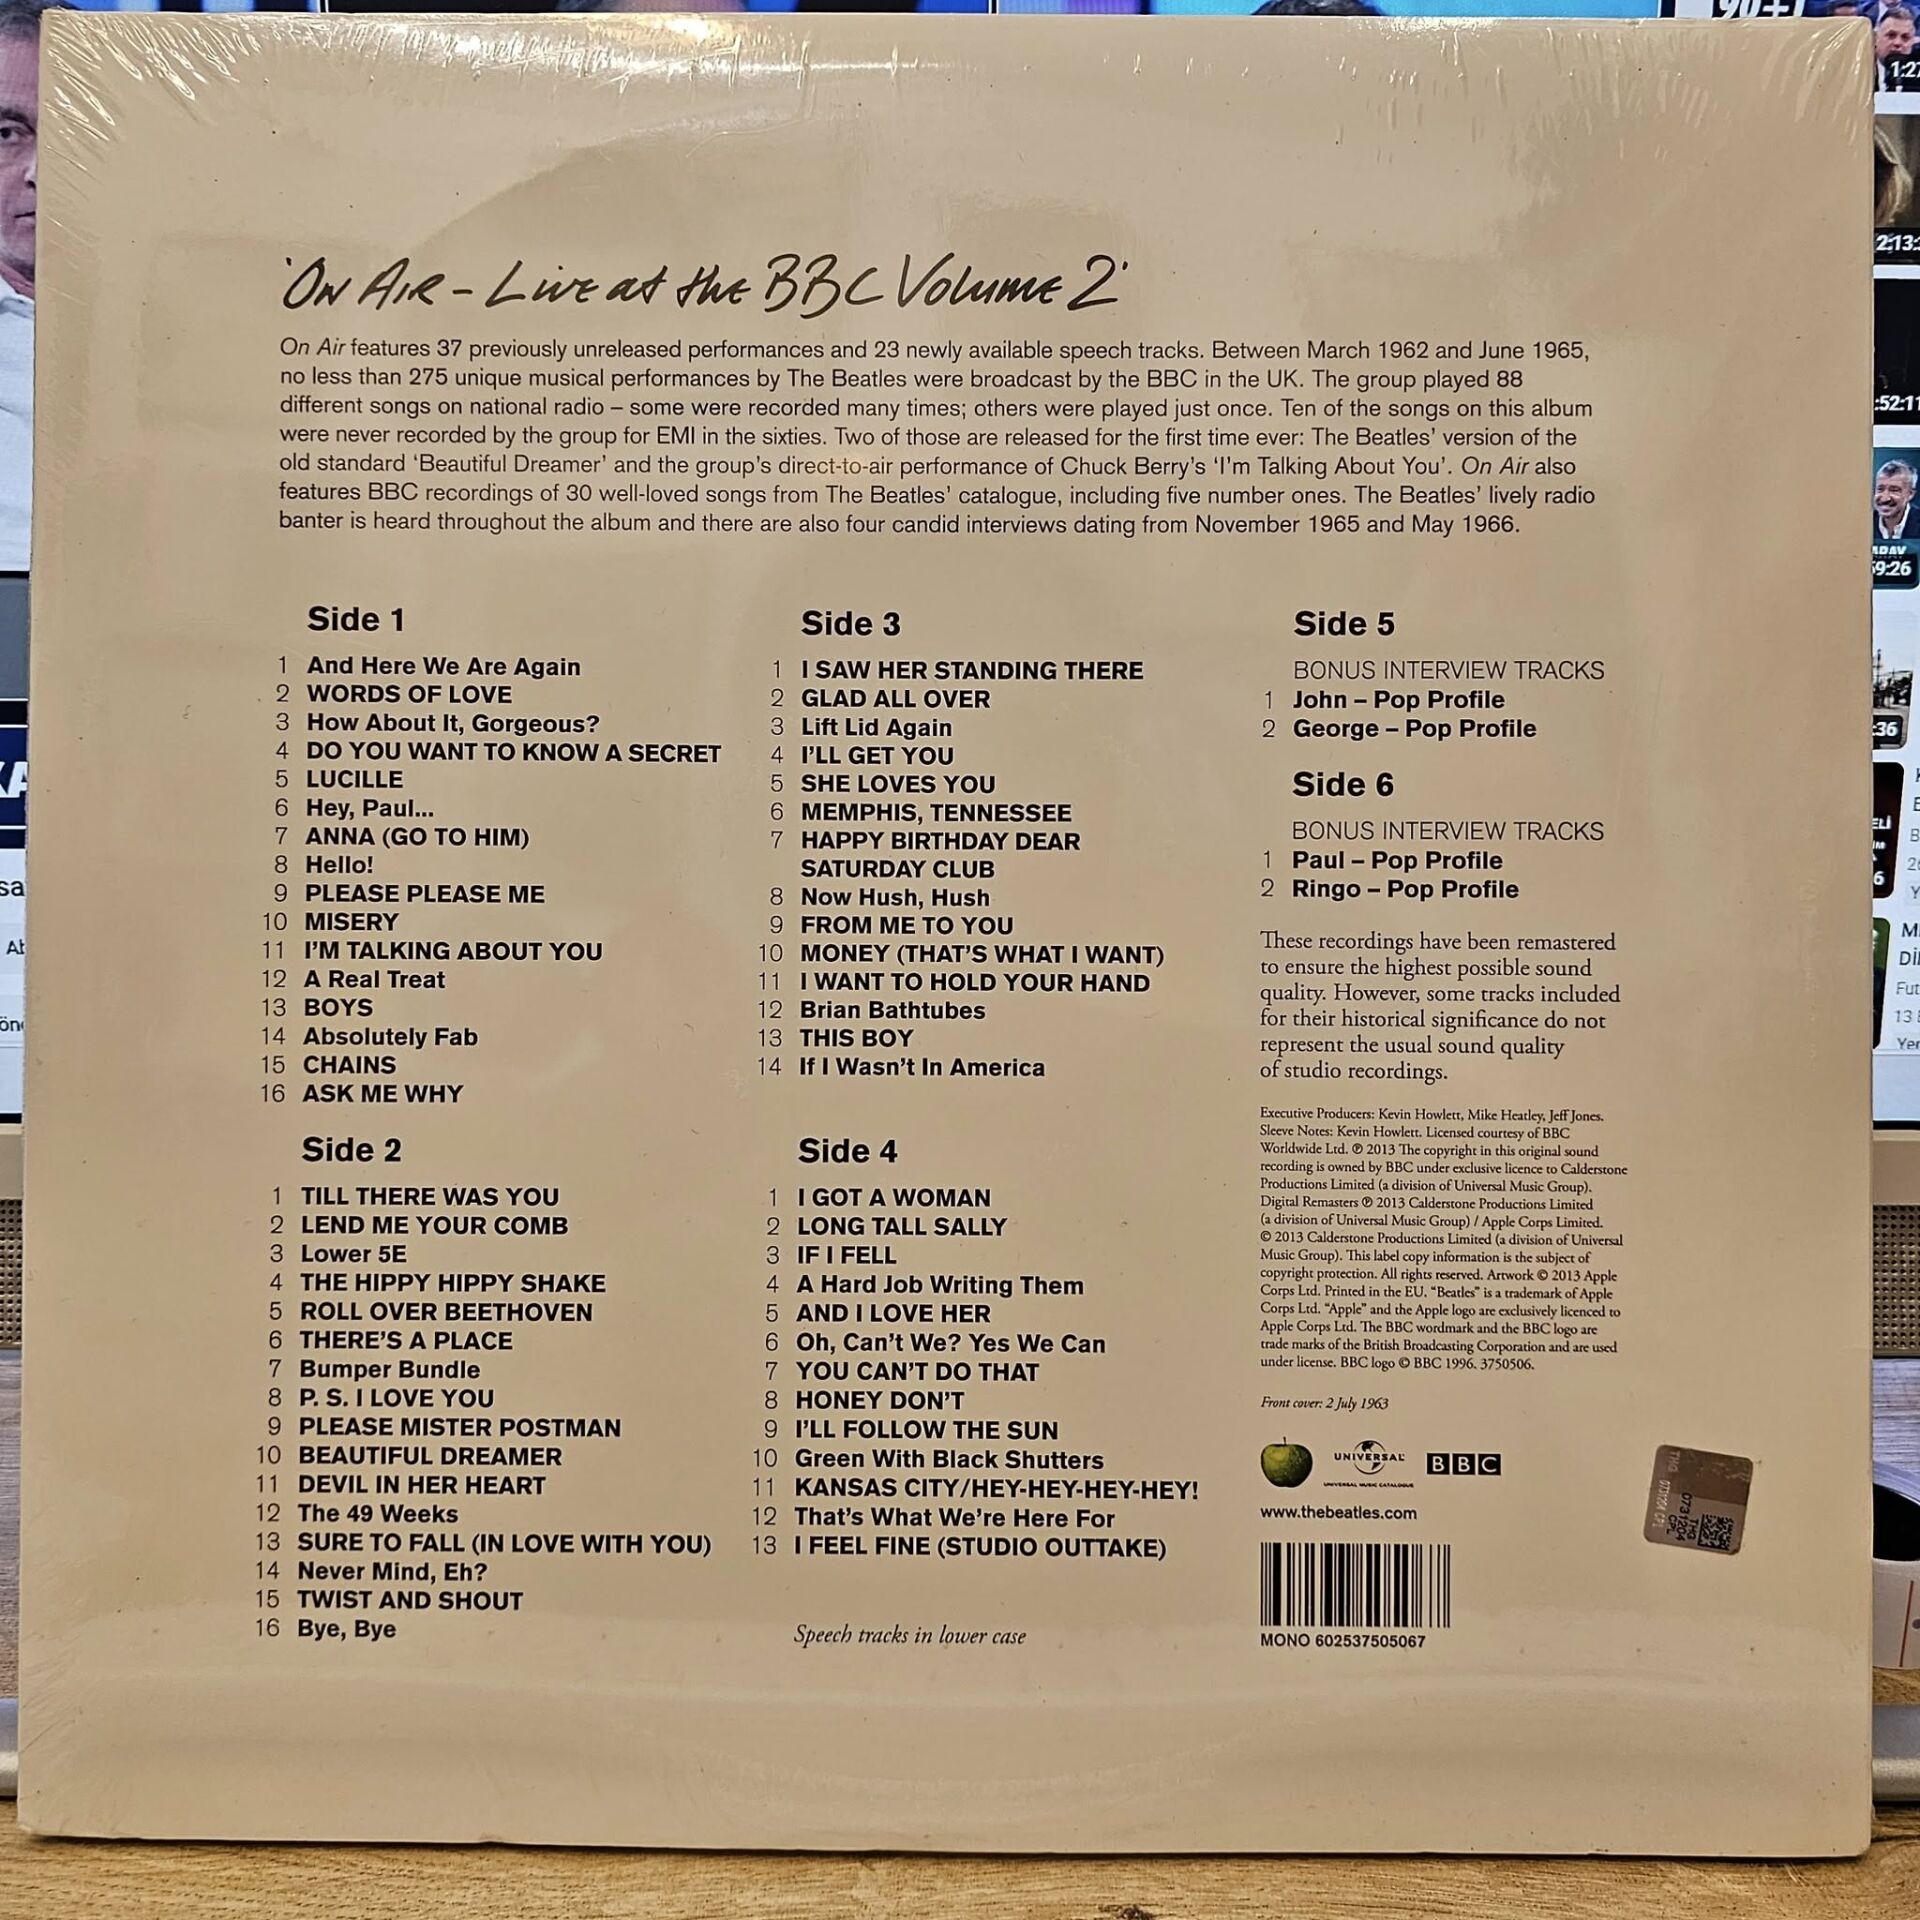 'On Air – Live at the BBC Volume 2'
On Air features 37 previously unreleased performances and 23 newly available speech tracks. Between March 1962 and June 1965,
no less than 275 unique musical performances by The Beatles were broadcast by the BBC in the UK. The group played 88
different songs on national radio – some were recorded many times; others were played just once. Ten of the songs on this album
were never recorded by the group for EMI in the sixties. Two of those are released for the first time ever: The Beatles' version of the
old standard 'Beautiful Dreamer' and the group's direct-to-air performance of Chuck Berry's 'I'm Talking About You'. On Air also
features BBC recordings of 30 well-loved songs from The Beatles' catalogue, including five number ones. The Beatles' lively radio
banter is heard throughout the album and there are also four candid interviews dating from November 1965 and May 1966.
Side 1
1 And Here We Are Again
2 WORDS OF LOVE
3 How About It, Gorgeous?
4 DO YOU WANT TO KNOW A SECRET
5 LUCILLE
6 Hey, Paul...
7 ANNA (GO TO HIM)
8 Hello!
9 PLEASE PLEASE ME
10 MISERY
11 I'M TALKING ABOUT YOU
12 A Real Treat
13 BOYS
14 Absolutely Fab
15 CHAINS
16 ASK ME WHY
Side 2
1 TILL THERE WAS YOU
2 LEND ME YOUR COMB
3 Lower 5E
4 THE HIPPY HIPPY SHAKE
5 ROLL OVER BEETHOVEN
6 THERE'S A PLACE
7 Bumper Bundle
8 P. S. I LOVE YOU
9 PLEASE MISTER POSTMAN
10 BEAUTIFUL DREAMER
11 DEVIL IN HER HEART
12 The 49 Weeks
13 SURE TO FALL (IN LOVE WITH YOU)
14 Never Mind, Eh?
15 TWIST AND SHOUT
16 Bye, Bye
Side 3
1 I SAW HER STANDING THERE
2 GLAD ALL OVER
3 Lift Lid Again
4 I'LL GET YOU
5 SHE LOVES YOU
6 MEMPHIS, TENNESSEE
7 HAPPY BIRTHDAY DEAR
SATURDAY CLUB
8 Now Hush, Hush
9 FROM ME TO YOU
10 MONEY (THAT'S WHAT I WANT)
11 I WANT TO HOLD YOUR HAND
12 Brian Bathtubes
13 THIS BOY
14 If I Wasn't In America
Side 4
1 I GOT A WOMAN
2 LONG TALL SALLY
3 IF I FELL
4 A Hard Job Writing Them
5 AND I LOVE HER
6 Oh, Can't We? Yes We Can
7 YOU CAN'T DO THAT
8 HONEY DON'T
9 I'LL FOLLOW THE SUN
10 Green With Black Shutters
11 KANSAS CITY/HEY-HEY-HEY-HEY!
12 That's What We're Here For
13 I FEEL FINE (STUDIO OUTTAKE)
Speech tracks in lower case
Side 5
BONUS INTERVIEW TRACKS
1 John – Pop Profile
2 George – Pop Profile
Side 6
BONUS INTERVIEW TRACKS
1 Paul – Pop Profile
2 Ringo – Pop Profile
These recordings have been remastered
to ensure the highest possible sound
quality. However, some tracks included
for their historical significance do not
represent the usual sound quality
of studio recordings.
Executive Producers: Kevin Howlett, Mike Heatley, Jeff Jones.
Sleeve Notes: Kevin Howlett. Licensed courtesy of BBC
Worldwide Ltd. ℗ 2013 The copyright in this original sound
recording is owned by BBC under exclusive licence to Calderstone
Productions Limited (a division of Universal Music Group).
Digital Remasters ℗ 2013 Calderstone Productions Limited
(a division of Universal Music Group) / Apple Corps Limited.
© 2013 Calderstone Productions Limited (a division of Universal
Music Group). This label copy information is the subject of
copyright protection. All rights reserved. Artwork © 2013 Apple
Corps Ltd. Printed in the EU. "Beatles" is a trademark of Apple
Corps Ltd. "Apple" and the Apple logo are exclusively licenced to
Apple Corps Ltd. The BBC wordmark and the BBC logo are
trade marks of the British Broadcasting Corporation and are used
under license. BBC logo © BBC 1996. 3750506.
Front cover: 2 July 1963
UNIVERSAL
UNIVERSAL MUSIC CATALOGUE
BBC
www.thebeatles.com
MONO 602537505067
0731204
THG
CPL
90+1
9:26